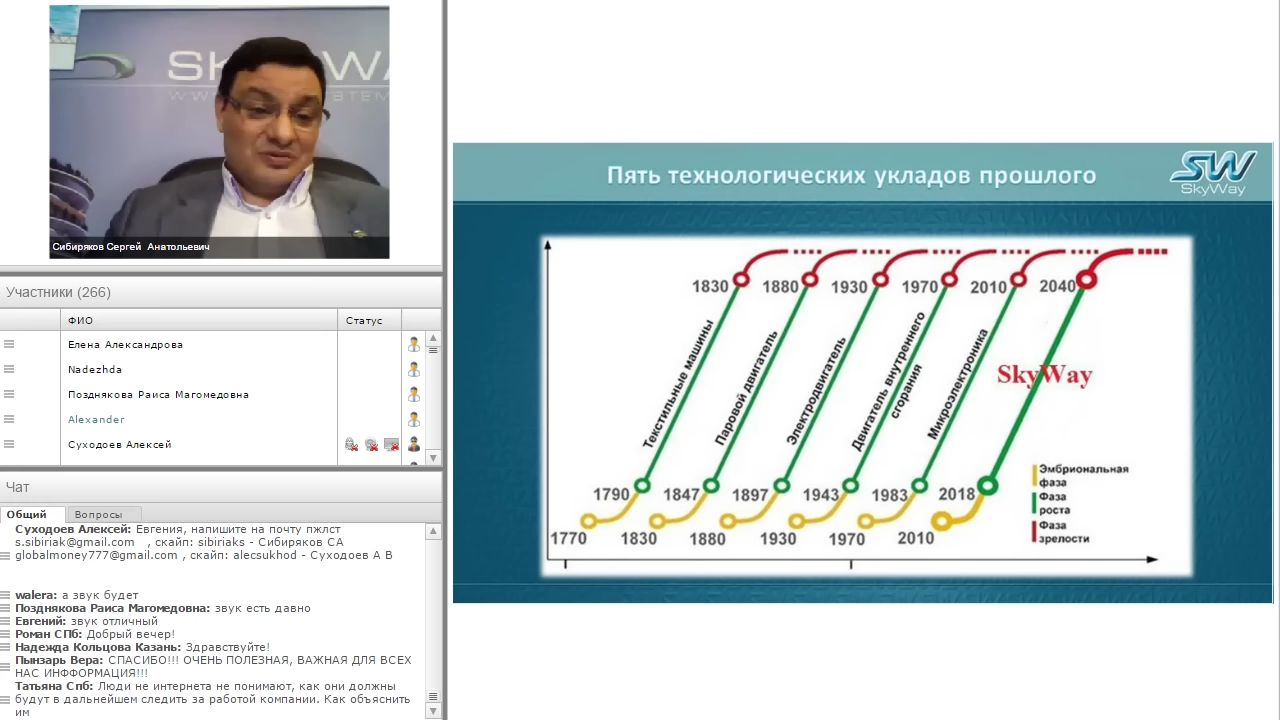 SKYWA
Сибиряков Сергей Анатольевич
Участники (266)
ФИО
Статус
Елена Александрова
Nadezhda
Позднякова Раиса Магомедовна
Alexander
Суходоев Алексей
Чат
Общий
Вопросы
Суходоев Алексей: Евгения, напишите на почту пжлст
s.sibiriak@gmail.com , скайп: sibiriaks - Сибиряков СА
globalmoney777@gmail.com , скайп: alecsukhod - Суходоев А В
walera: а звук будет
Позднякова Раиса Магомедовна: звук есть давно
Евгений: звук отличный
Роман СПб: Добрый вечер!
Надежда Кольцова Казань: Здравствуйте!
Пынзарь Вера: СПАСИБО!!! ОЧЕНЬ ПОЛЕЗНАЯ, ВАЖНАЯ ДЛЯ ВСЕХ
НАС ИНФФОРМАЦИЯ!!!
Татьяна Спб: Люди не интернета не понимают, как они должны
будут в дальнейшем следить за работой компании. Как объяснить
им
Пять технологических укладов прошлого
SW
SkyWay
1830 1880 1930 1970 2010 2040
Текстильные машины
Паровой двигатель
Электродвигатель
Двигатель внутреннего
сгорания
Микроэлектроника
SkyWay
1790 1847 1897 1943 1983 2018
1770 1830 1880 1930 1970 2010
Эмбриональная
фаза
Фаза
роста
Фаза
зрелости